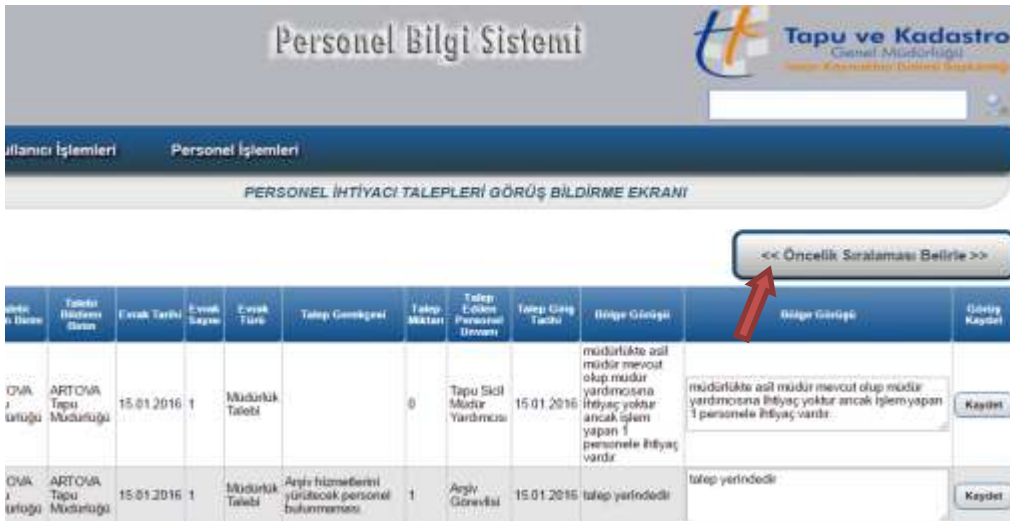 Personel Bilgi Sistemi
Tapu ve Kadastro
Genel Müdürlüğü
ullanıcı İşlemleri Personel İşlemleri
PERSONEL İHTİYACI TALEPLERİ GÖRÜŞ BİLDİRME EKRANI
<< Öncelik Sıralaması Belirle >>
Talebi
Bildiren
Birim
Evrak Tarihi
Evrak
Sayısı
Evrak
Türü
Talep Gerekçesi
Talep
Miktarı
Talep
Edilen
Personel
Ünvanı
Talep Giriş
Tarihi
Bölge Görüşü
Bölge Görüşü
Görüş
Kaydet
OVA
ürlüğü
ARTOVA
Tapu
Müdürlüğü
15.01.2016
1
Müdürlük
Talebi
0
Tapu Sicil
Müdür
Yardımcısı
15.01.2016
müdürlükte asil
müdür mevcut
olup müdür
yardımcısına
ihtiyaç yoktur
ancak işlem
yapan 1
personele ihtiyaç
vardır
müdürlükte asil müdür mevcut olup müdür
yardımcısına ihtiyaç yoktur ancak işlem yapan
1 personele ihtiyaç vardır
Kaydet
OVA
ürlüğü
ARTOVA
Tapu
Müdürlüğü
15.01.2016
1
Müdürlük
Talebi
Arşiv hizmetlerini
yürütecek personel
bulunmaması
1
Arşiv
Görevlisi
15.01.2016
talep yerindedir
talep yerindedir
Kaydet